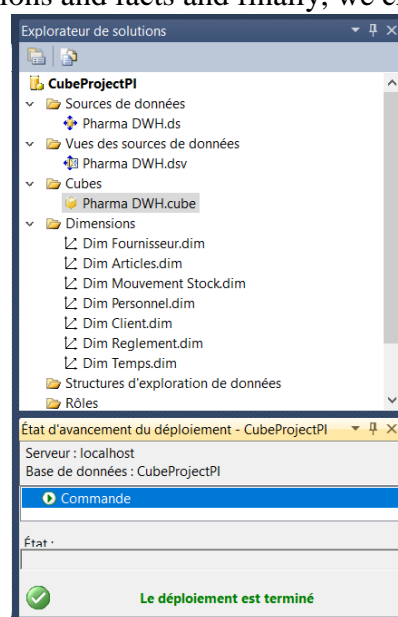 ions and facts and finally, we c
Explorateur de solutions
CubeProjectPI
Sources de données
Pharma DWH.ds
Vues des sources de données
Pharma DWH.dsv
Cubes
Pharma DWH.cube
Dimensions
Dim Fournisseur.dim
Dim Articles.dim
Dim Mouvement Stock.dim
Dim Personnel.dim
Dim Client.dim
Dim Reglement.dim
Dim Temps.dim
Structures d'exploration de données
Rôles
État d'avancement du déploiement - CubeProjectPI
Serveur : localhost
Base de données : CubeProjectPI
Commande
État :
Le déploiement est terminé